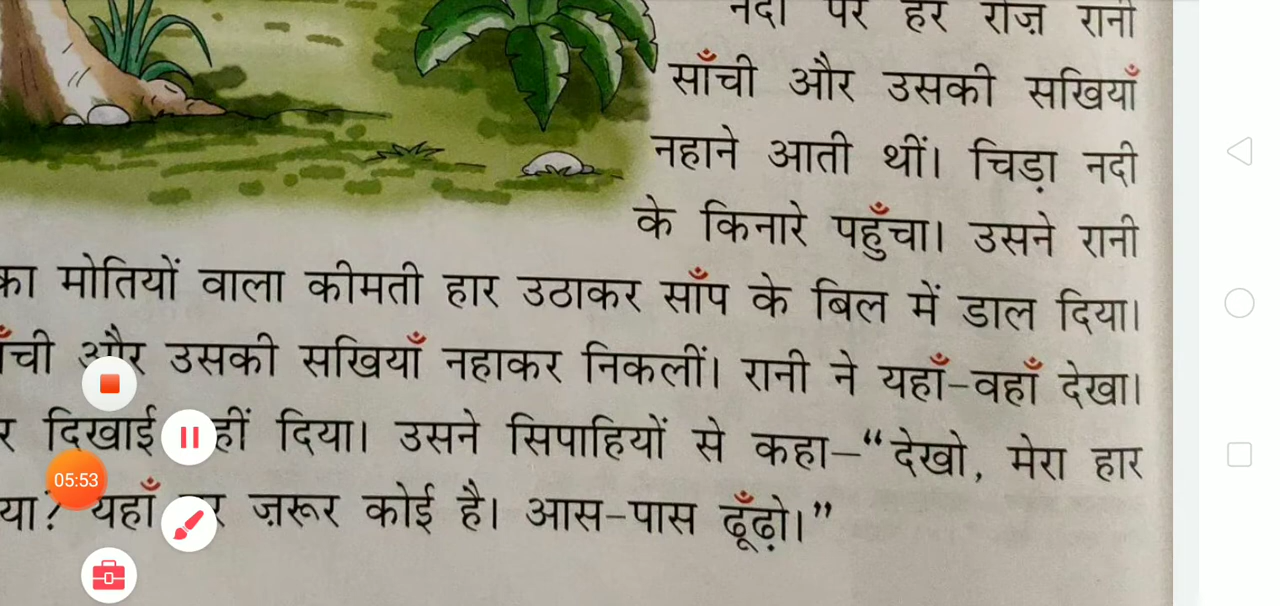 नदी पर हर रोज़ रानी
साँची और उसकी सखियाँ
नहाने आती थीं। चिड़ा नदी
के किनारे पहुँचा। उसने रानी
का मोतियों वाला कीमती हार उठाकर साँप के बिल में डाल दिया।
और उसकी सखियाँ नहाकर निकलीं। रानी ने यहाँ-वहाँ देखा।
दिखाई दिया। उसने सिपाहियों से कहा–“देखो, मेरा हार
यहाँ ज़रूर कोई है। आस-पास ढूँढ़ो।”
05:53